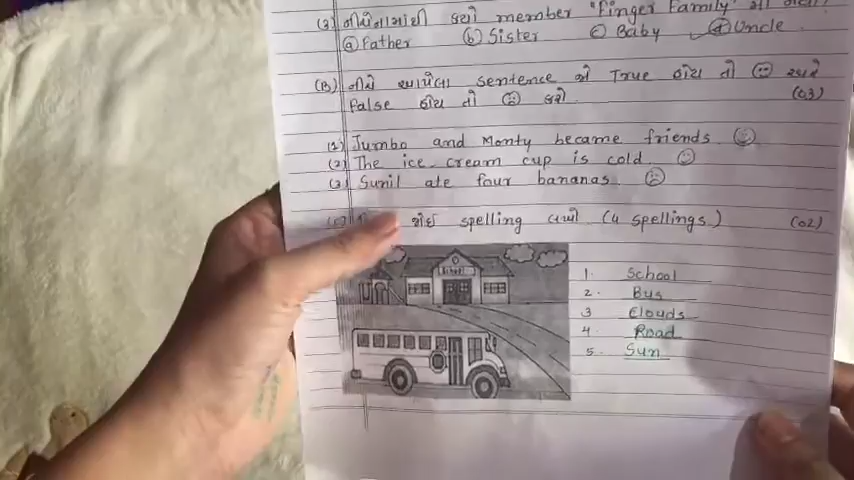 (3) નીચેનામાંથી કયો member "Finger Family" નો નથી?
ⓐ Father ⓑ Sister ⓒ Baby ⓓ Uncle
(B) નીચે આપેલા sentence જો True હોય તો ☺ અને
False હોય તો ☹ કરો. (03)
(1) Jumbo and Monty became friends ☺
(2) The ice cream cup is cold ☺
(3) Sunil ate four bananas ☹
જોઈ spelling લખો (4 spellings) (02)
School
1. School
2. Bus
3 Clouds
4. Road
5. Sun